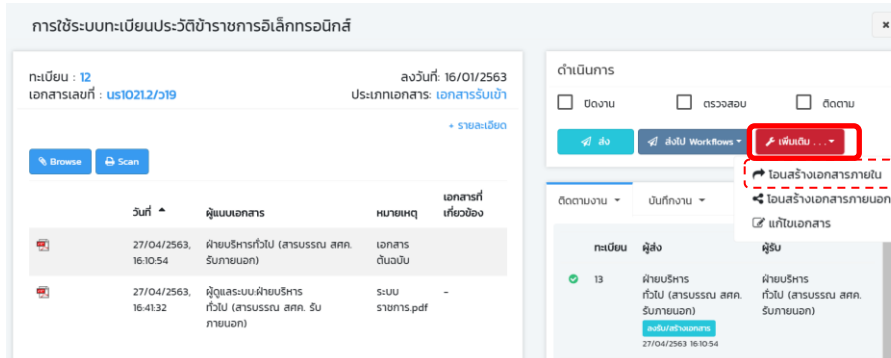 การใช้ระบบทะเบียนประวัติข้าราชการอิเล็กทรอนิกส์
×
ทะเบียน : 12
ลงวันที่: 16/01/2563
เอกสารเลขที่ : นร1021.2/ว19
ประเภทเอกสาร: เอกสารรับเข้า
+ รายละเอียด
Browse
Scan
วันที่
ผู้แนบเอกสาร
หมายเหตุ
เอกสารที่
เกี่ยวข้อง
27/04/2563,
16:10:54
ฝ่ายบริหารทั่วไป (สารบรรณ สศค.
รับภายนอก)
เอกสาร
ต้นฉบับ
27/04/2563,
16:41:32
ผู้ดูแลระบบ:ฝ่ายบริหาร
ทั่วไป (สารบรรณ สศค. รับ
ภายนอก)
ระบบ
ราชการ.pdf
-
ดำเนินการ
ปิดงาน
ตรวจสอบ
ติดตาม
ส่ง
ส่งไป Workflows
เพิ่มเติม . . .
โอนสร้างเอกสารภายใน
โอนสร้างเอกสารภายนอก
แก้ไขเอกสาร
ติดตามงาน
บันทึกงาน
ทะเบียน
ผู้ส่ง
ผู้รับ
13
ฝ่ายบริหาร
ทั่วไป (สารบรรณ สศค.
รับภายนอก)
ลงรับ/สร้างเอกสาร
27/04/2563 16:10:54
ฝ่ายบริหาร
ทั่วไป (สารบรรณ สศค.
รับภายนอก)